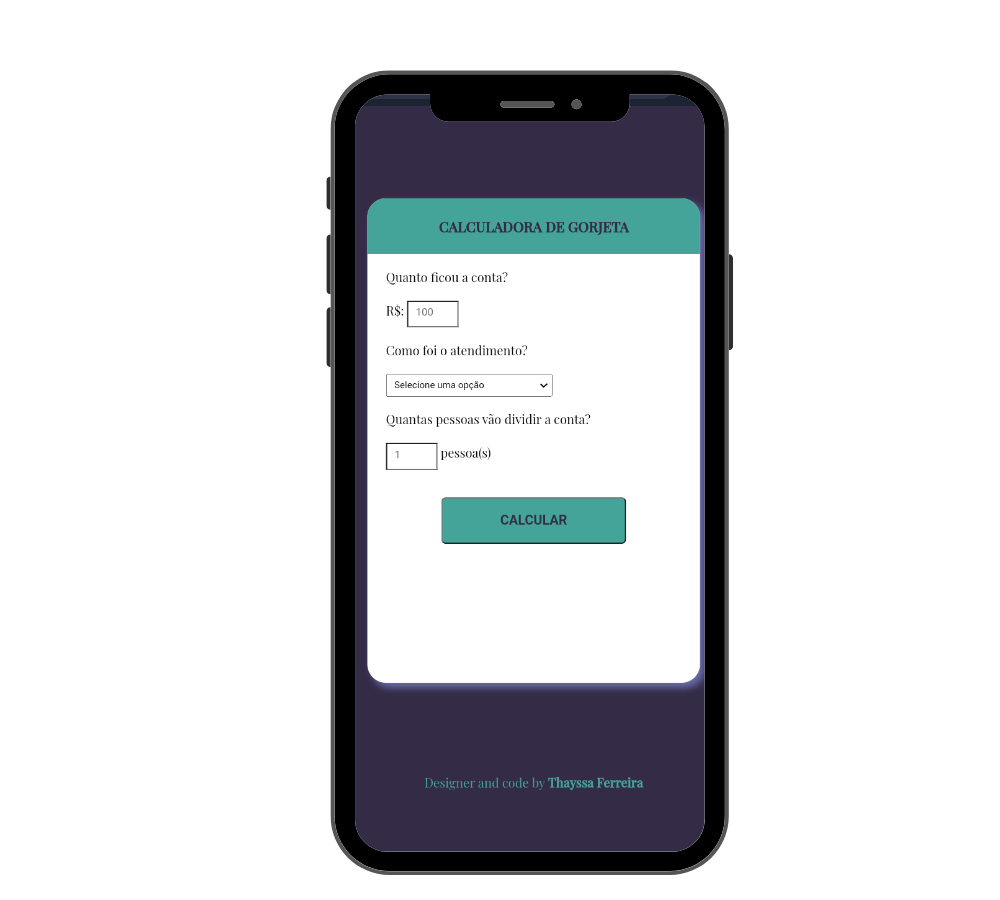 CALCULADORA DE GORJETA
Quanto ficou a conta?
R$: 100
Como foi o atendimento?
Selecione uma opção
Quantas pessoas vão dividir a conta?
1 pessoa(s)
CALCULAR
Designer and code by Thayssa Ferreira